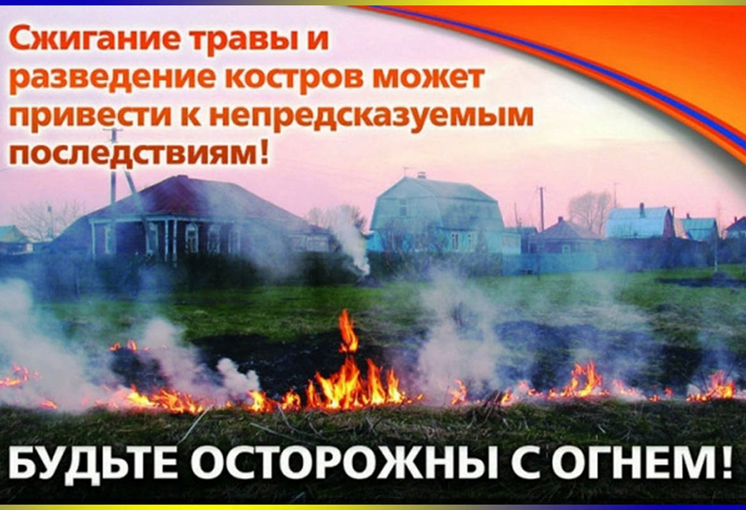 Сжигание травы и
разведение костров может
привести к непредсказуемым
последствиям!
БУДЬТЕ ОСТОРОЖНЫ С ОГНЕМ!